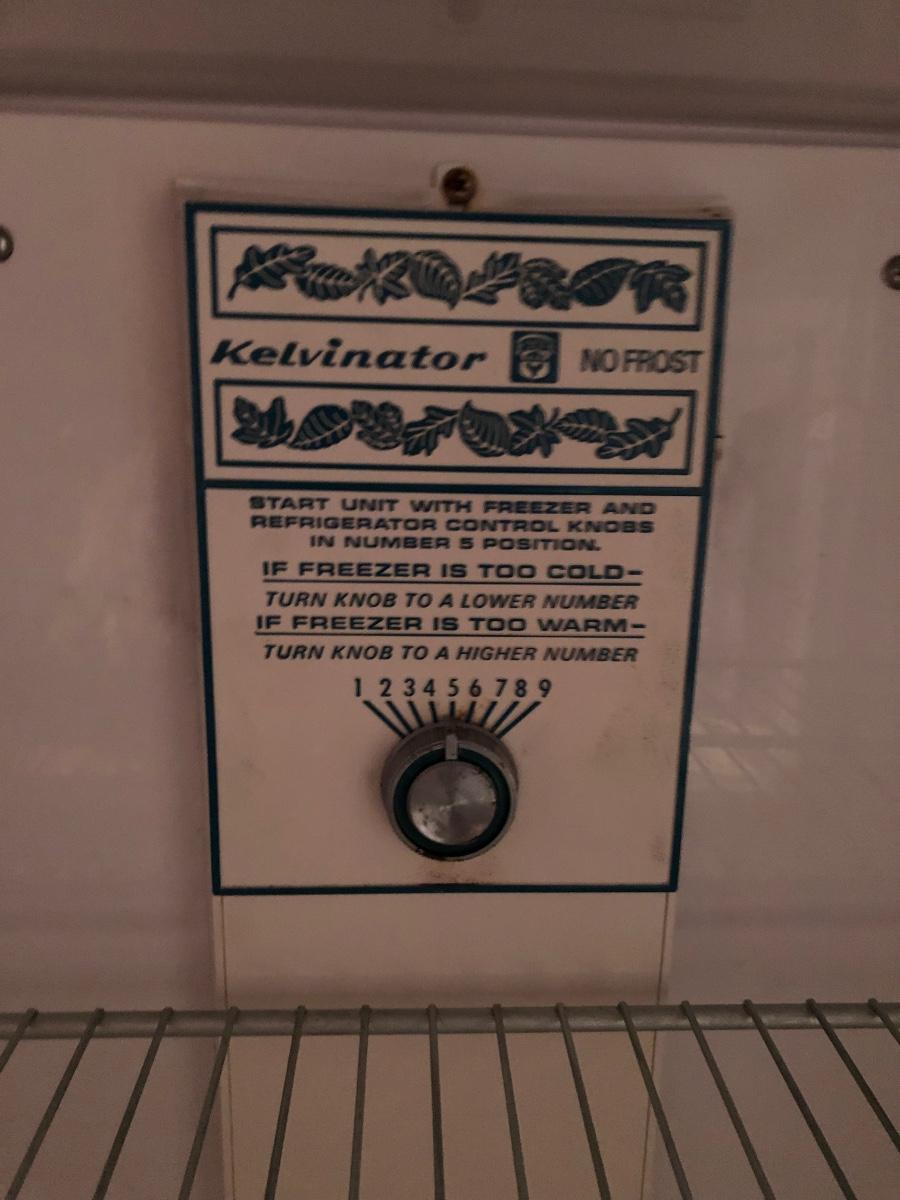 Kelvinator NO FROST
START UNIT WITH FREEZER AND
REFRIGERATOR CONTROL KNOBS
IN NUMBER 5 POSITION.
IF FREEZER IS TOO COLD-
TURN KNOB TO A LOWER NUMBER
IF FREEZER IS TOO WARM-
TURN KNOB TO A HIGHER NUMBER
1 2 3 4 5 6 7 8 9